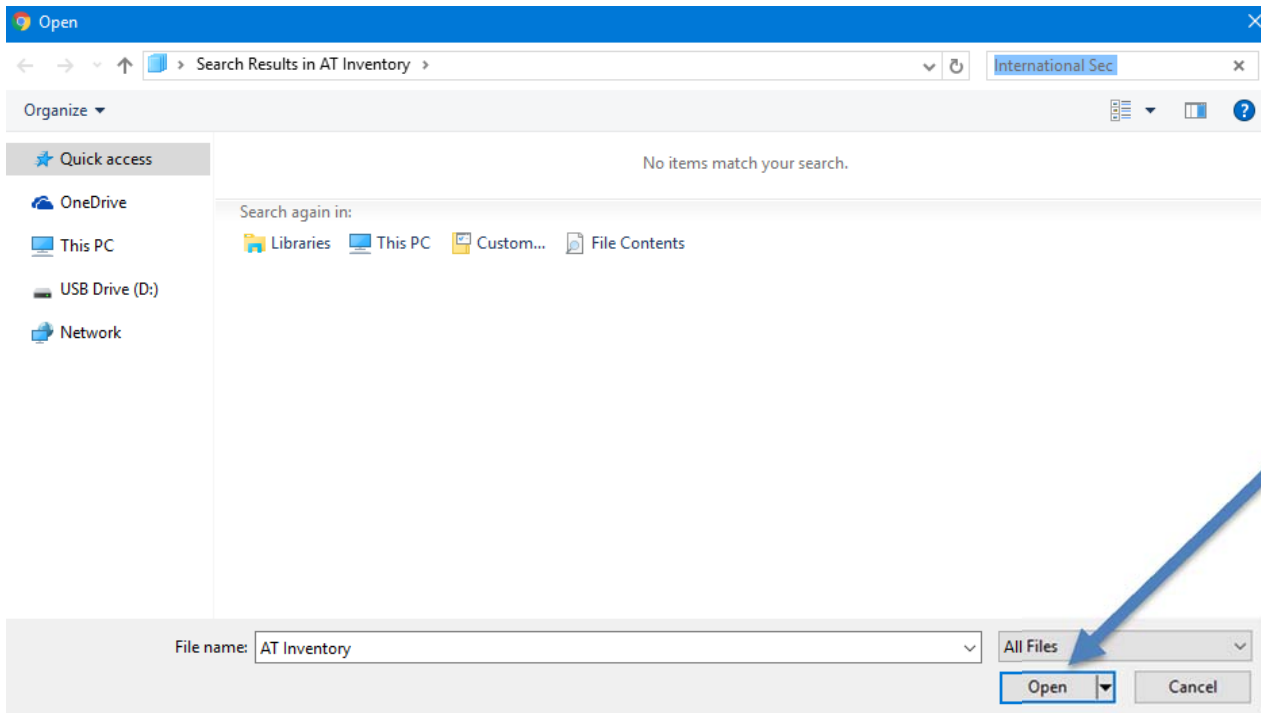 Open
Search Results in AT Inventory
International Sec
Organize
Quick access
No items match your search.
OneDrive
Search again in:
This PC
Libraries This PC Custom... File Contents
USB Drive (D:)
Network
File name: AT Inventory
All Files
Open Cancel